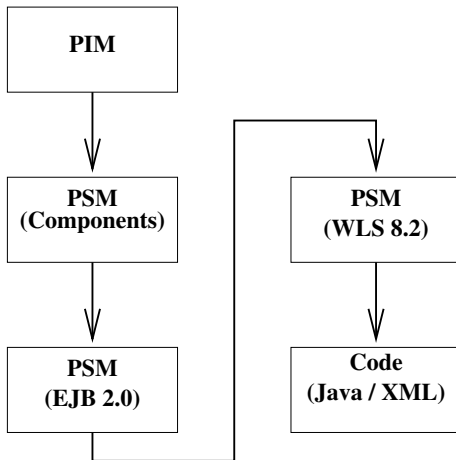 PIM
PSM
(Components)
PSM
(EJB 2.0)
PSM
(WLS 8.2)
Code
(Java / XML)